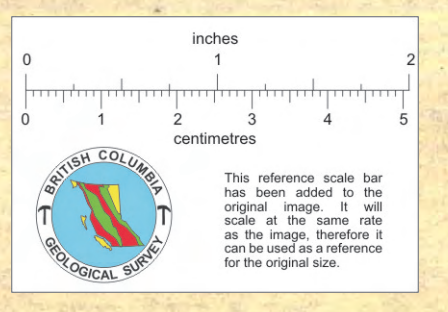 inches
0 1 2
0 1 2 3 4 5
centimetres
BRITISH COLUMBIA
GEOLOGICAL SURVEY
This reference scale bar
has been added to the
original image. It will
scale at the same rate
as the image, therefore it
can be used as a reference
for the original size.